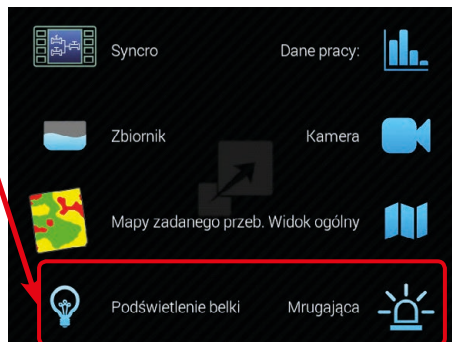 Syncro Dane pracy:
Zbiornik Kamera
Mapy zadanego przeb. Widok ogólny
Podświetlenie belki Mrugająca